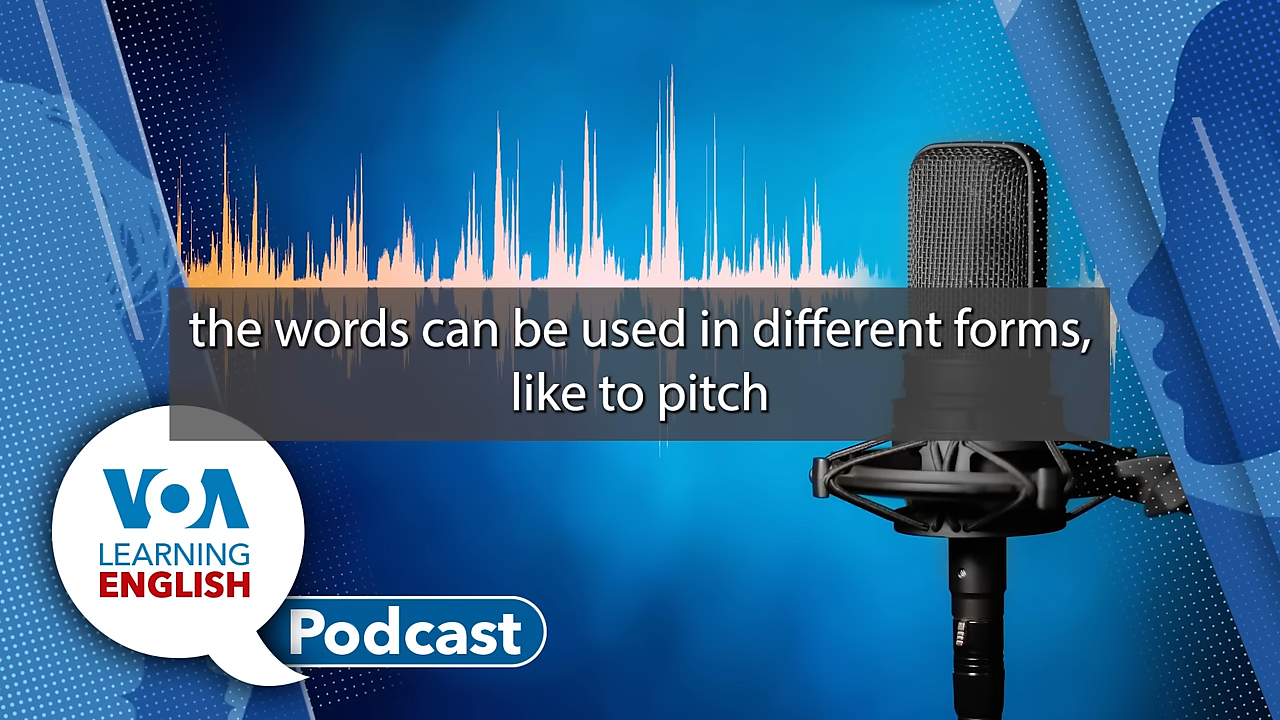 the words can be used in different forms,
like to pitch
VOA
LEARNING
ENGLISH
Podcast